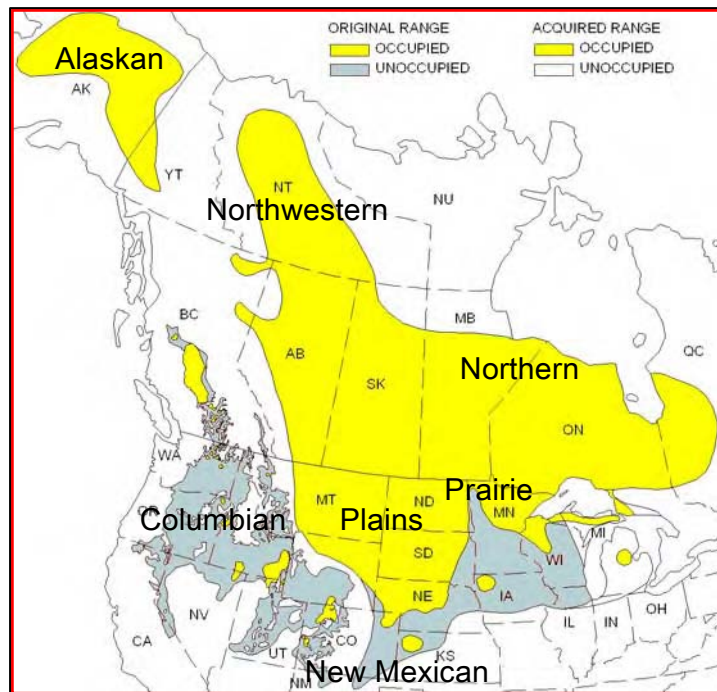 ORIGINAL RANGE ACQUIRED RANGE
OCCUPIED OCCUPIED
UNOCCUPIED UNOCCUPIED
Alaskan
AK
YT
NT
Northwestern
NU
BC
MB
QC
AB
SK
Northern
ON
WA
MT
ND
Prairie
MN
Columbian
Plains
MI
SD
WI
NE
IA
NV
IL
IN
OH
CA
UT
CO
KS
NM
New Mexican